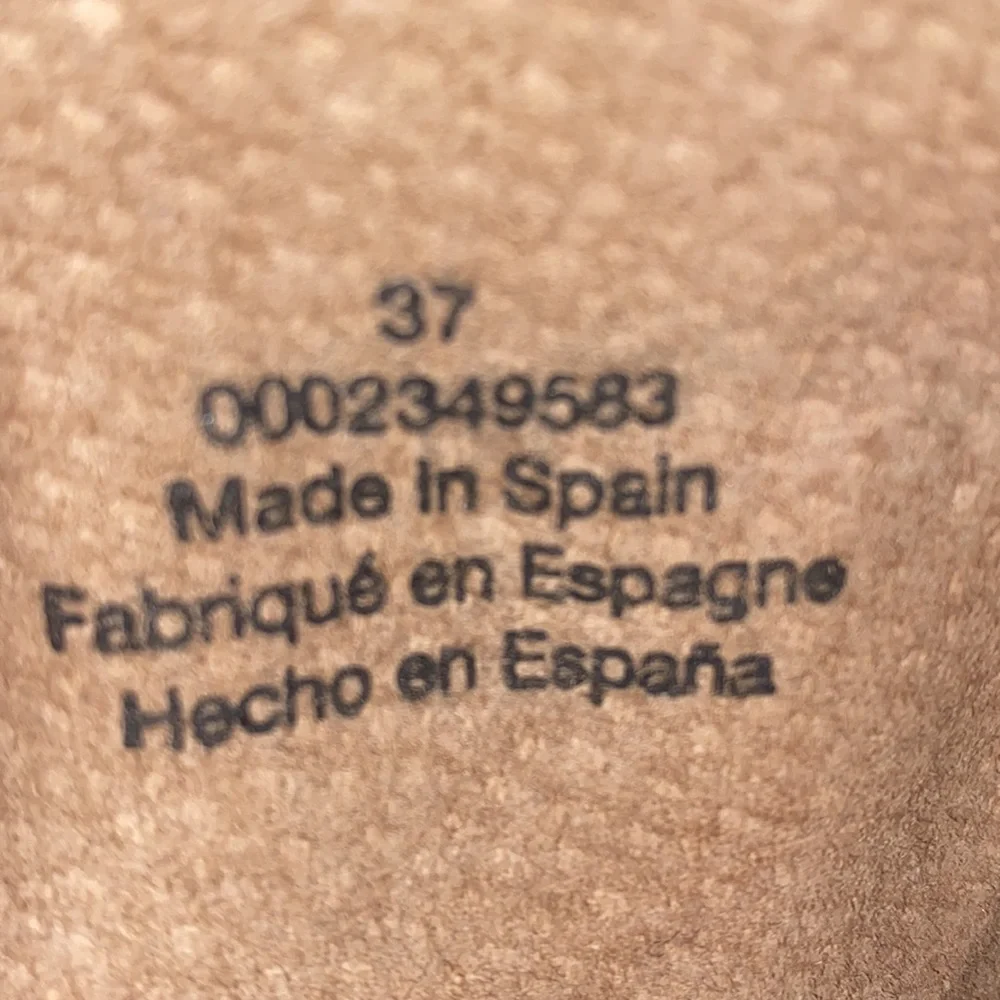 37
0002349583
Made in Spain
Fabriqué en Espagne
Hecho en España